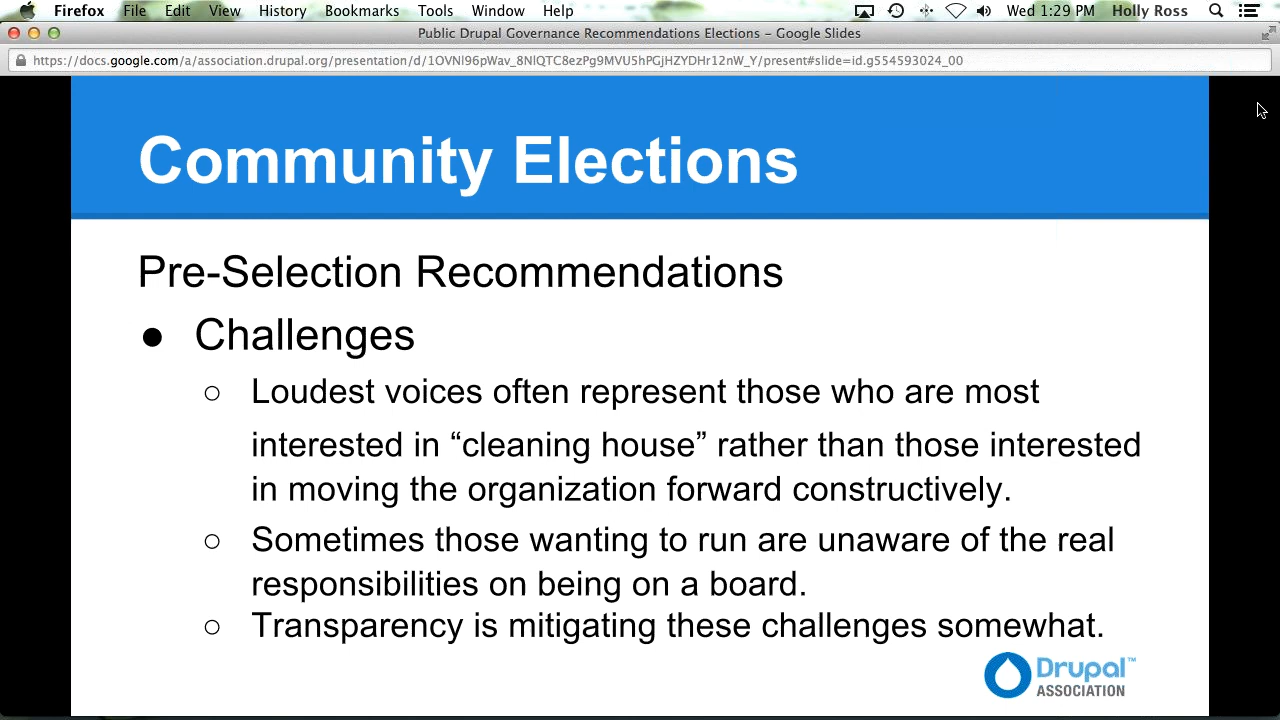 Firefox File Edit View History Bookmarks Tools Window Help Wed 1:29 PM Holly Ross
Public Drupal Governance Recommendations Elections – Google Slides
https://docs.google.com/a/association.drupal.org/presentation/d/1OVNl96pWav_8NlQTC8ezPg9MVU5hPGjHZYDHr12nW_Y/present#slide=id.g554593024_00
Community Elections
Pre-Selection Recommendations
● Challenges
○ Loudest voices often represent those who are most
interested in “cleaning house” rather than those interested
in moving the organization forward constructively.
○ Sometimes those wanting to run are unaware of the real
responsibilities on being on a board.
○ Transparency is mitigating these challenges somewhat.
Drupal™
ASSOCIATION